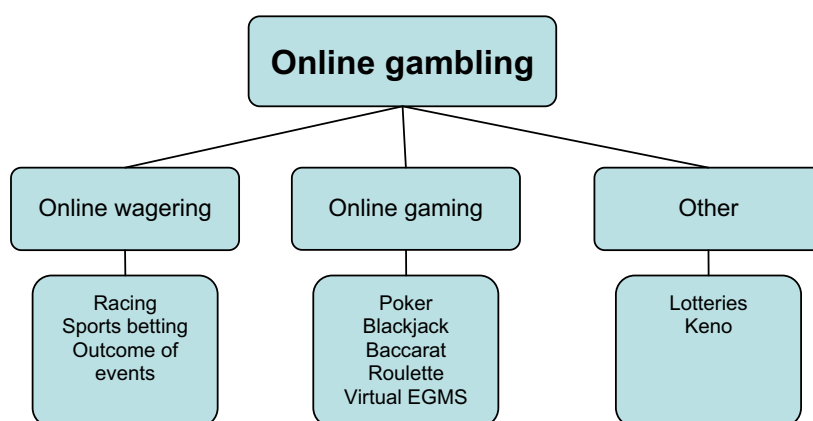 Online gambling
Online wagering
Online gaming
Other
Racing
Sports betting
Outcome of
events
Poker
Blackjack
Baccarat
Roulette
Virtual EGMS
Lotteries
Keno